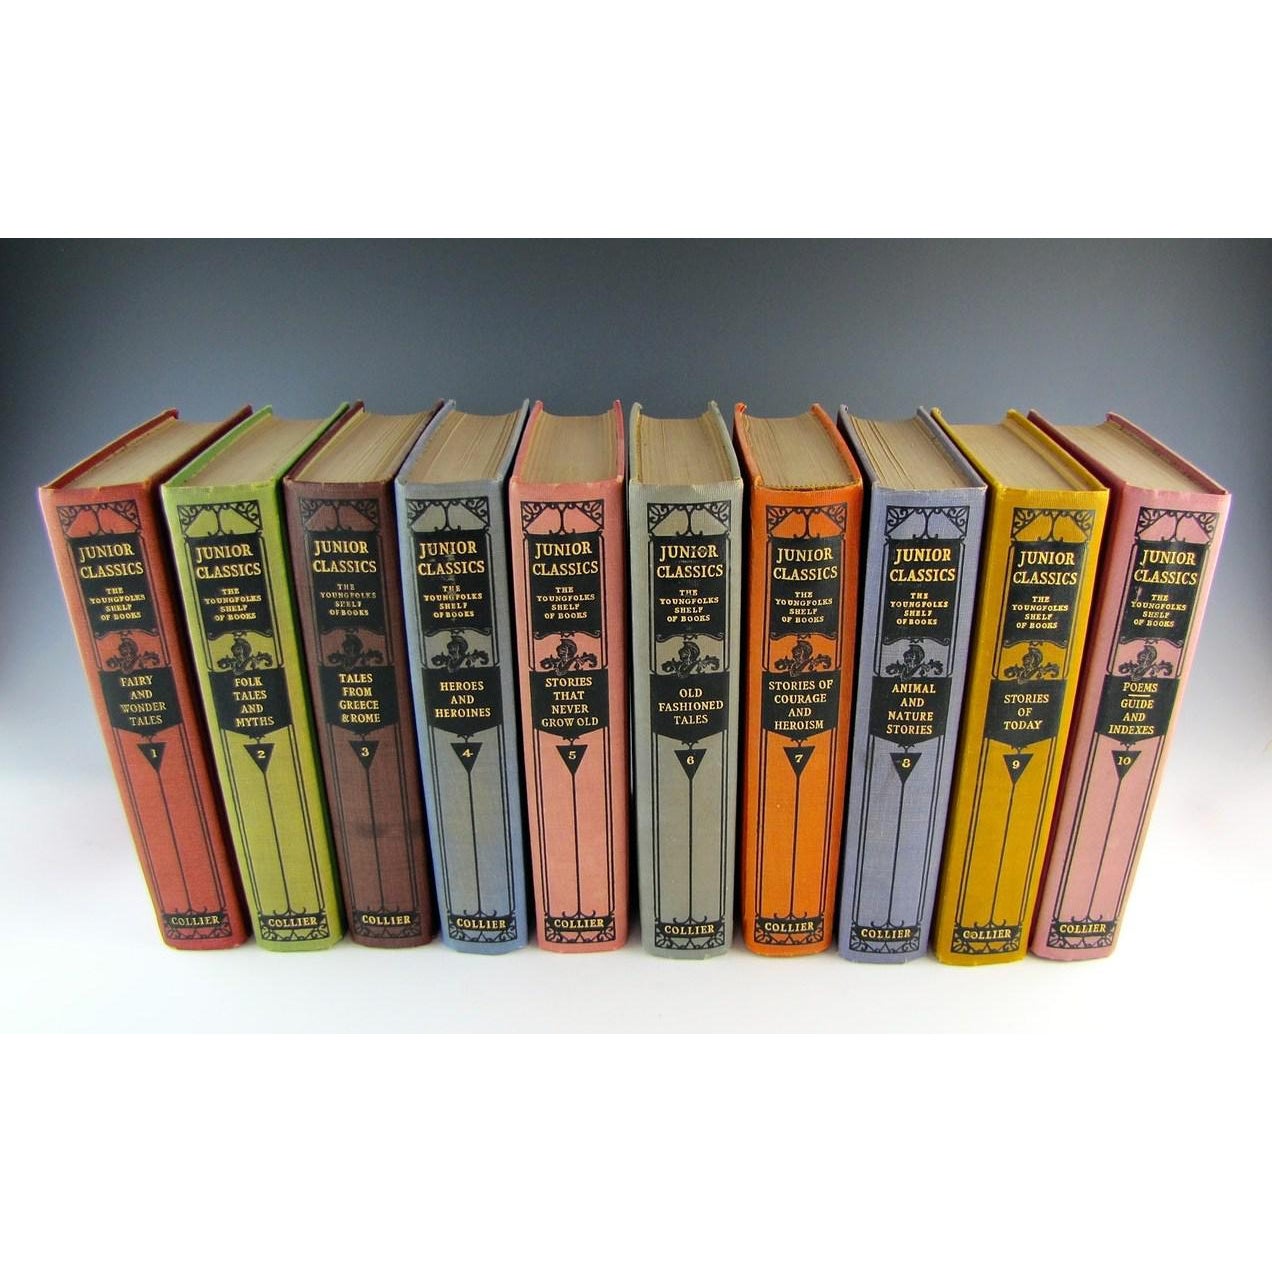 JUNIOR
CLASSICS
THE
YOUNGFOLKS
SHELF
OF BOOKS
FAIRY
AND
WONDER
TALES
1
COLLIER
JUNIOR
CLASSICS
THE
YOUNGFOLKS
SHELF
OF BOOKS
FOLK
TALES
AND
MYTHS
2
COLLIER
JUNIOR
CLASSICS
THE
YOUNGFOLKS
SHELF
OF BOOKS
TALES
FROM
GREECE
& ROME
3
COLLIER
JUNIOR
CLASSICS
THE
YOUNGFOLKS
SHELF
OF BOOKS
HEROES
AND
HEROINES
4
COLLIER
JUNIOR
CLASSICS
THE
YOUNGFOLKS
SHELF
OF BOOKS
STORIES
THAT
NEVER
GROW OLD
5
COLLIER
JUNIOR
CLASSICS
THE
YOUNGFOLKS
SHELF
OF BOOKS
OLD
FASHIONED
TALES
6
COLLIER
JUNIOR
CLASSICS
THE
YOUNGFOLKS
SHELF
OF BOOKS
STORIES OF
COURAGE
AND
HEROISM
7
COLLIER
JUNIOR
CLASSICS
THE
YOUNGFOLKS
SHELF
OF BOOKS
ANIMAL
AND
NATURE
STORIES
8
COLLIER
JUNIOR
CLASSICS
THE
YOUNGFOLKS
SHELF
OF BOOKS
STORIES
OF
TODAY
9
COLLIER
JUNIOR
CLASSICS
THE
YOUNGFOLKS
SHELF
OF BOOKS
POEMS
GUIDE
AND
INDEXES
10
COLLIER